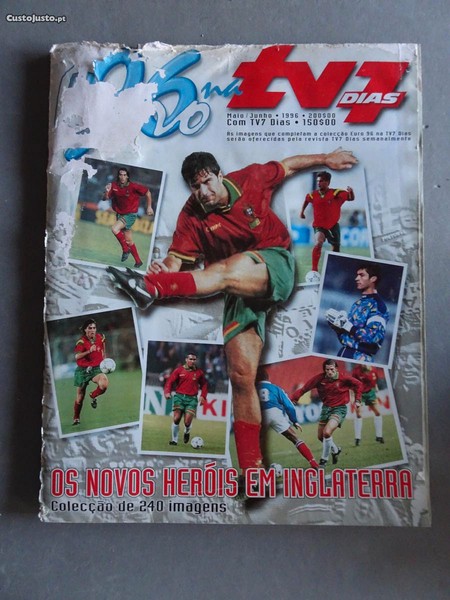 CustoJusto.pt
96 na tv7
DIAS
Maio/Junho • 1996 • 200$00
Com TV7 Dias • 150$00
As imagens que completam a colecção Euro 96 na TV7 Dias
serão oferecidas pela revista TV7 Dias semanalmente
OS NOVOS HERÓIS EM INGLATERRA
Colecção de 240 imagens